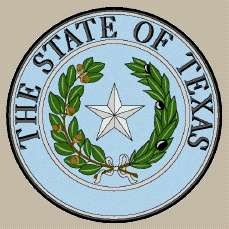 THE STATE OF TEXAS